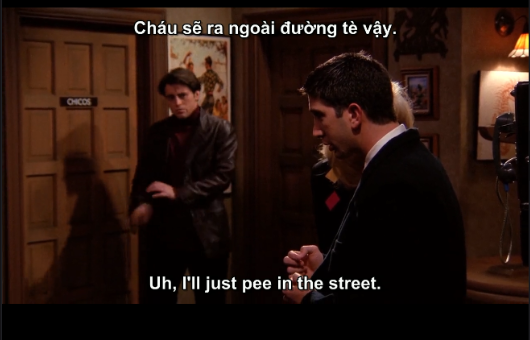 Cháu sẽ ra ngoài đường tè vậy.
CHICOS
Uh, I'll just pee in the street.